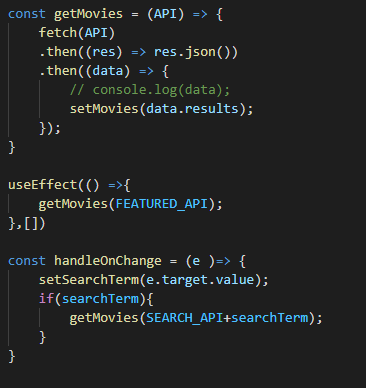 const getMovies = (API) => {
    fetch(API)
    .then((res) => res.json())
    .then((data) => {
        // console.log(data);
        setMovies(data.results);
    });
}
useEffect(() =>{
    getMovies(FEATURED_API);
},[])
const handleOnChange = (e )=> {
    setSearchTerm(e.target.value);
    if(searchTerm){
        getMovies(SEARCH_API+searchTerm);
    }
}